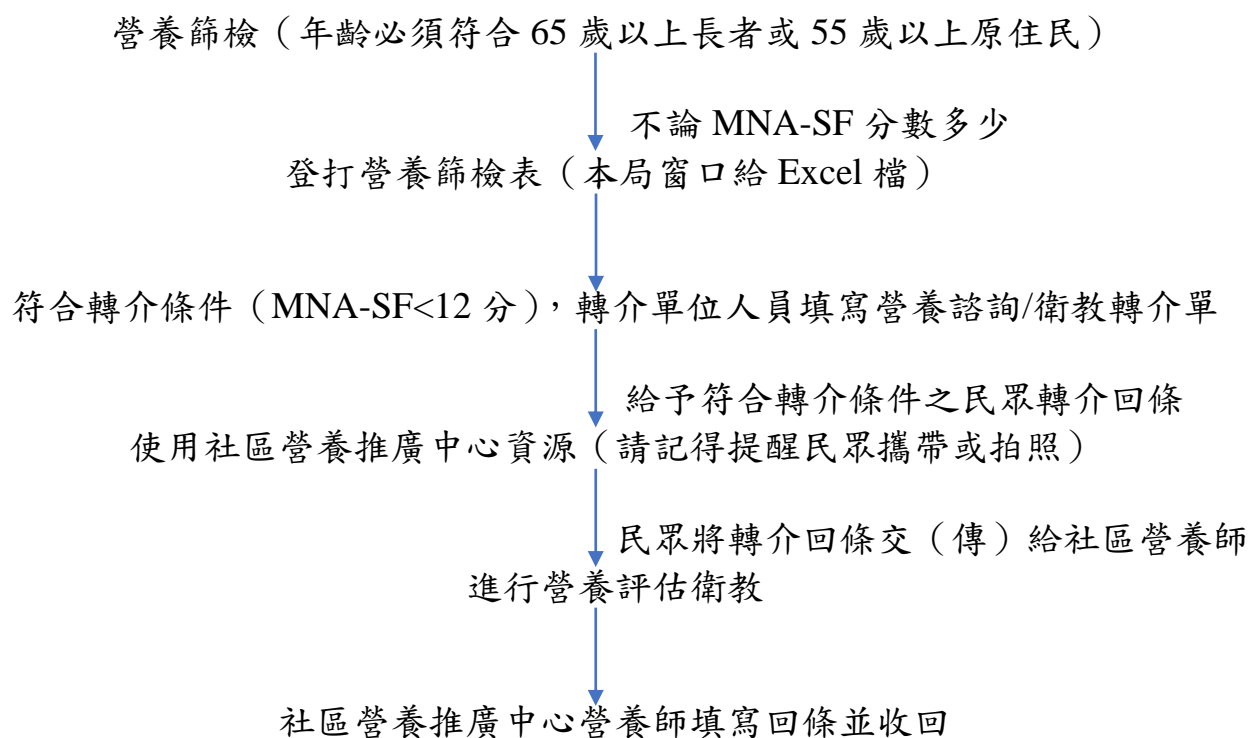 營養篩檢（年齡必須符合 65 歲以上長者或 55 歲以上原住民）
不論 MNA-SF 分數多少
登打營養篩檢表（本局窗口給 Excel 檔）
符合轉介條件（MNA-SF<12 分），轉介單位人員填寫營養諮詢/衛教轉介單
給予符合轉介條件之民眾轉介回條
使用社區營養推廣中心資源（請記得提醒民眾攜帶或拍照）
民眾將轉介回條交（傳）給社區營養師
進行營養評估衛教
社區營養推廣中心營養師填寫回條並收回